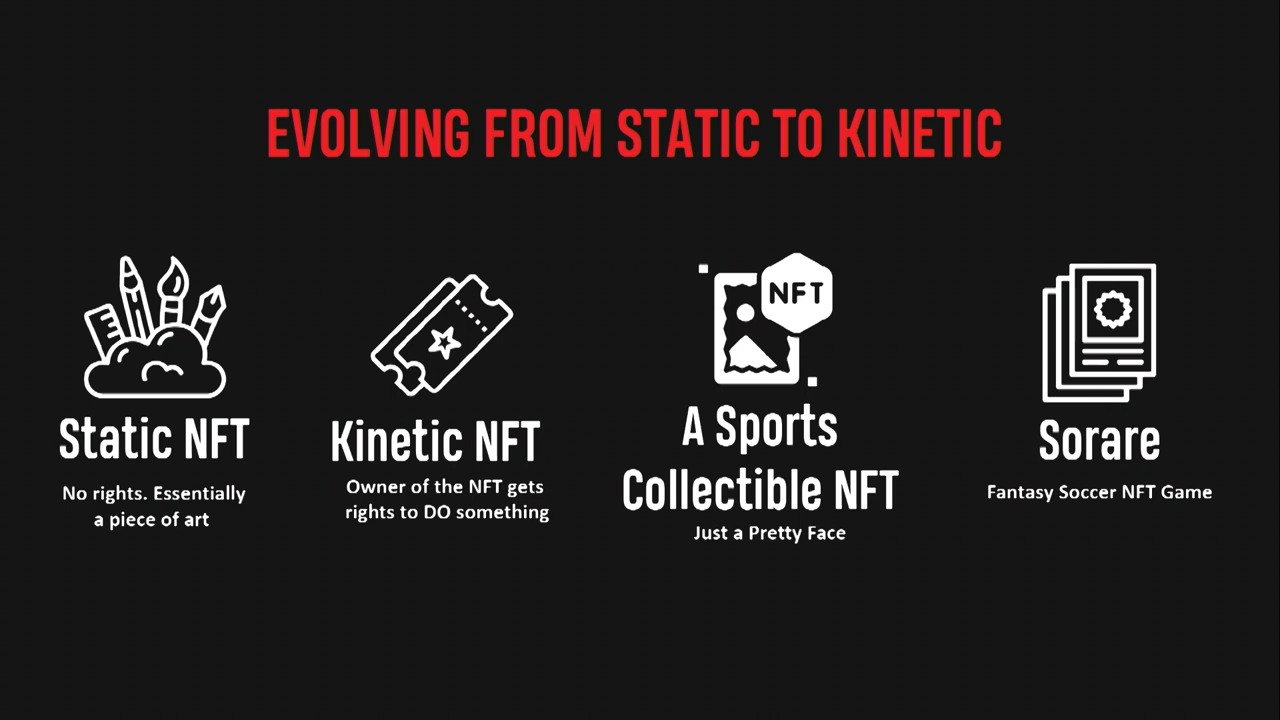 EVOLVING FROM STATIC TO KINETIC
Static NFT
No rights. Essentially
a piece of art
Kinetic NFT
Owner of the NFT gets
rights to DO something
NFT
A Sports
Collectible NFT
Just a Pretty Face
Sorare
Fantasy Soccer NFT Game